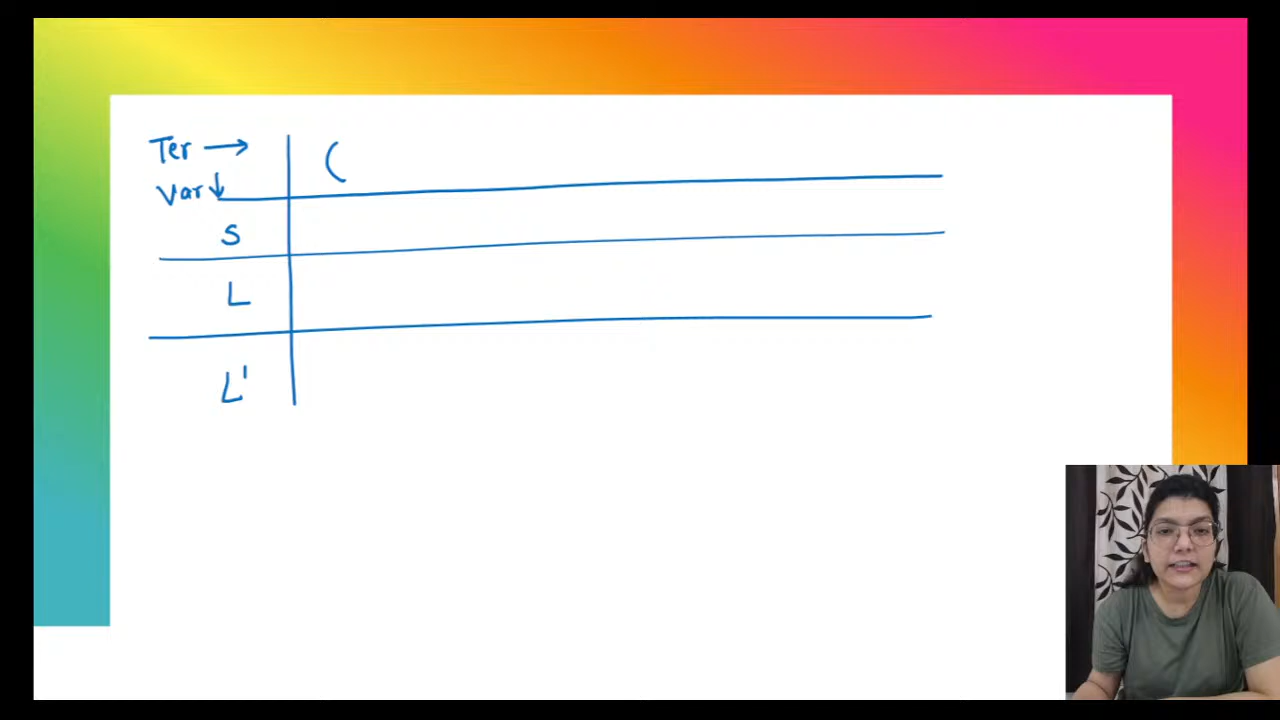 Ter → (
Var ↓
S
L
L'